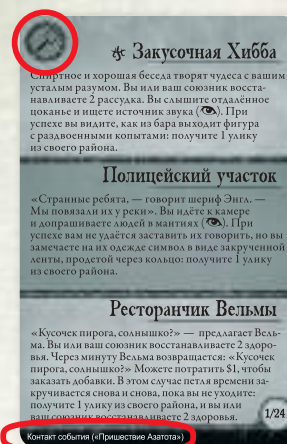 Закусочная Хибба
Спиртное и хорошая беседа творят чудеса с вашим
усталым разумом. Вы или ваш союзник восста-
навливаете 2 рассудка. Вы слышите отдалённое
цоканье и ищете источник звука (). При
успехе вы видите, как из бара выходит фигура
с раздвоенными копытами: получите 1 улику
из своего района.
Полицейский участок
«Странные ребята, — говорит шериф Энгл. —
Мы повязали их у реки». Вы идёте к камере
и допрашиваете людей в мантиях (). При
успехе вам не удаётся заставить их говорить, но вы
замечаете на их одежде символ в виде закрученной
ленты, продетой через кольцо: получите 1 улику
из своего района.
Ресторанчик Вельмы
«Кусочек пирога, солнышко?» — предлагает Вель-
ма. Вы или ваш союзник восстанавливаете 2 здоро-
вья. Через минуту Вельма возвращается: «Кусочек
пирога, солнышко?» Можете потратить $1, чтобы
заказать добавки. В этом случае петля времени за-
кручивается снова и снова, пока вы не уходите:
получите 1 улику из своего района, и вы или
ваш союзник восстанавливаете 2 здоровья.
1/24
Контакт события («Пришествие Азатота»)